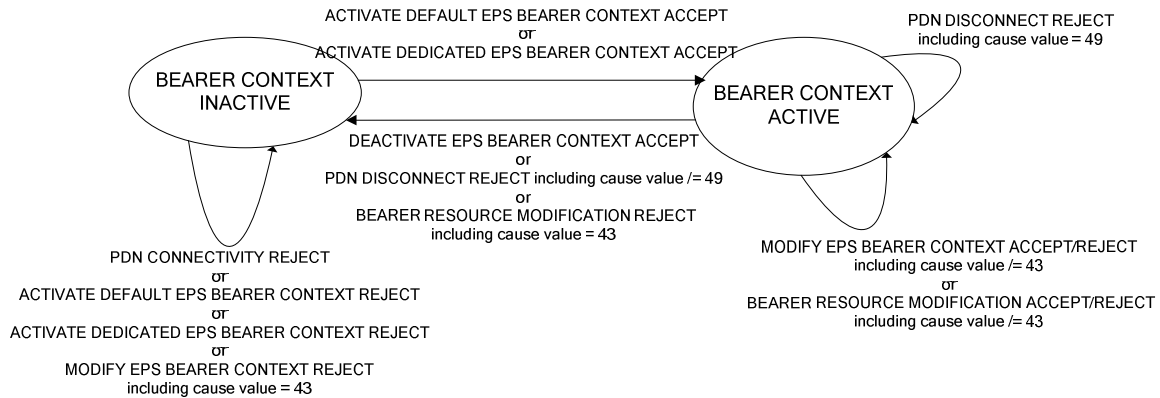 ACTIVATE DEFAULT EPS BEARER CONTEXT ACCEPT
or
ACTIVATE DEDICATED EPS BEARER CONTEXT ACCEPT
PDN DISCONNECT REJECT
including cause value = 49
BEARER CONTEXT
INACTIVE
BEARER CONTEXT
ACTIVE
DEACTIVATE EPS BEARER CONTEXT ACCEPT
or
PDN DISCONNECT REJECT including cause value /= 49
or
BEARER RESOURCE MODIFICATION REJECT
including cause value = 43
PDN CONNECTIVITY REJECT
or
ACTIVATE DEFAULT EPS BEARER CONTEXT REJECT
or
ACTIVATE DEDICATED EPS BEARER CONTEXT REJECT
or
MODIFY EPS BEARER CONTEXT REJECT
including cause value = 43
MODIFY EPS BEARER CONTEXT ACCEPT/REJECT
including cause value /= 43
or
BEARER RESOURCE MODIFICATION ACCEPT/REJECT
including cause value /= 43